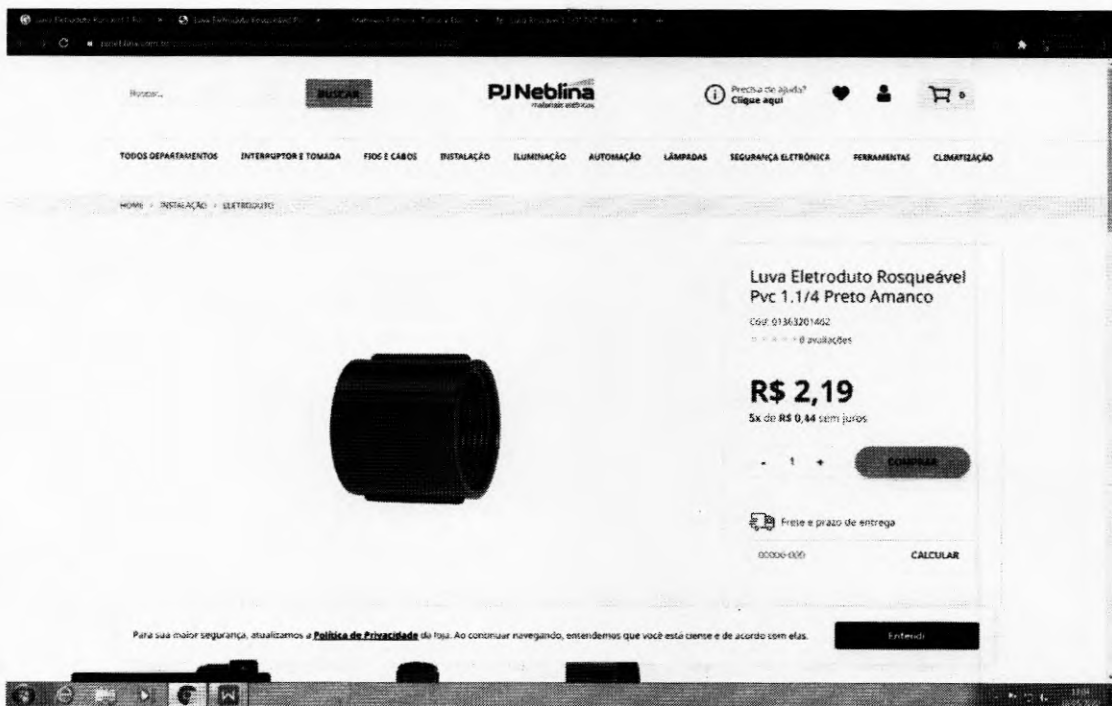 Buscar...
BUSCAR
PJ Neblina
materiais elétricos
Precisa de ajuda?
Clique aqui
0
TODOS DEPARTAMENTOS INTERRUPTOR E TOMADA FIOS E CABOS INSTALAÇÃO ILUMINAÇÃO AUTOMAÇÃO LÂMPADAS SEGURANÇA ELETRÔNICA FERRAMENTAS CLIMATIZAÇÃO
HOME INSTALAÇÃO ELETRODUTO
Luva Eletroduto Rosqueável
Pvc 1.1/4 Preto Amanco
Cód: 01363201462
0 avaliações
R$ 2,19
5x de R$ 0,44 sem juros
- 1 +
COMPRAR
Frete e prazo de entrega
00000-000 CALCULAR
Para sua maior segurança, atualizamos a Política de Privacidade da loja. Ao continuar navegando, entendemos que você está ciente e de acordo com elas.
Entendi